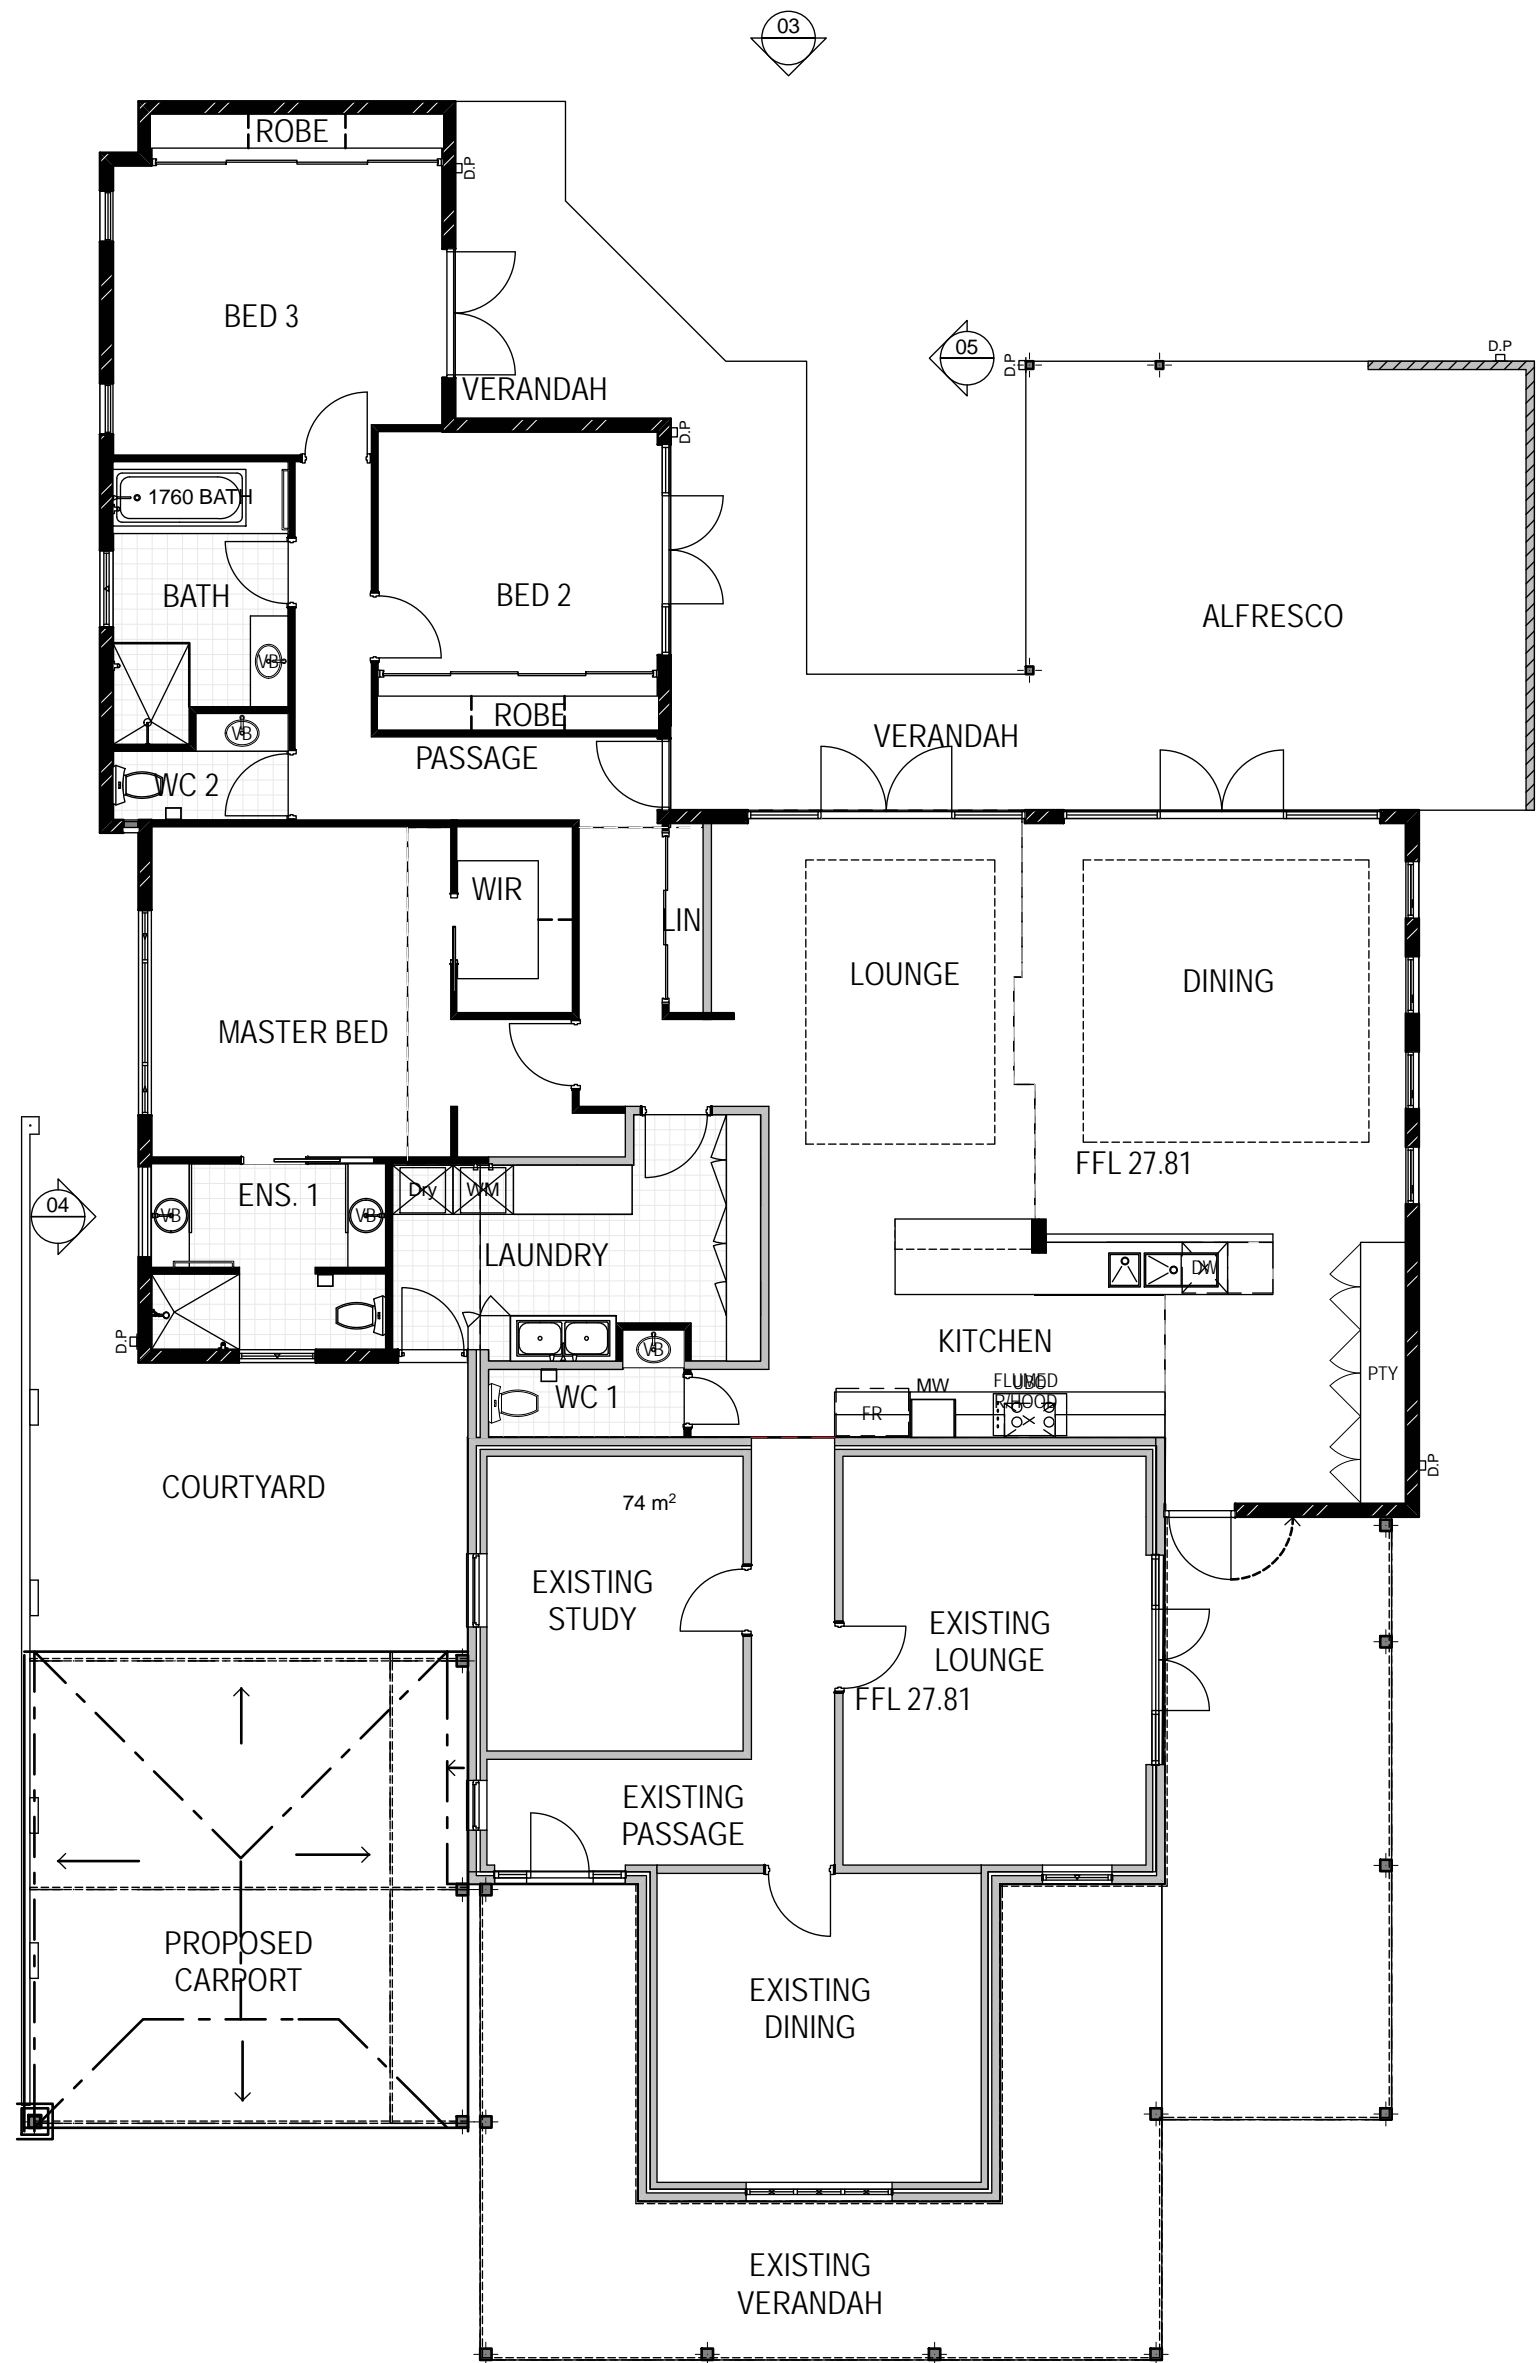 03
ROBE
D.P
BED 3
VERANDAH
05
D.P
D.P
D.P
1760 BATH
BATH
BED 2
ALFRESCO
VB
ROBE
VB
VERANDAH
PASSAGE
WC 2
WIR
LIN
LOUNGE
DINING
MASTER BED
FFL 27.81
04
ENS. 1
Dry
WM
VB
VB
LAUNDRY
DW
D.P
KITCHEN
VB
PTY
WC 1
MW
FLUMED
R/HOOD
UBO
FR
D.P
COURTYARD
74 m²
EXISTING
STUDY
EXISTING
LOUNGE
FFL 27.81
EXISTING
PASSAGE
PROPOSED
CARPORT
EXISTING
DINING
EXISTING
VERANDAH